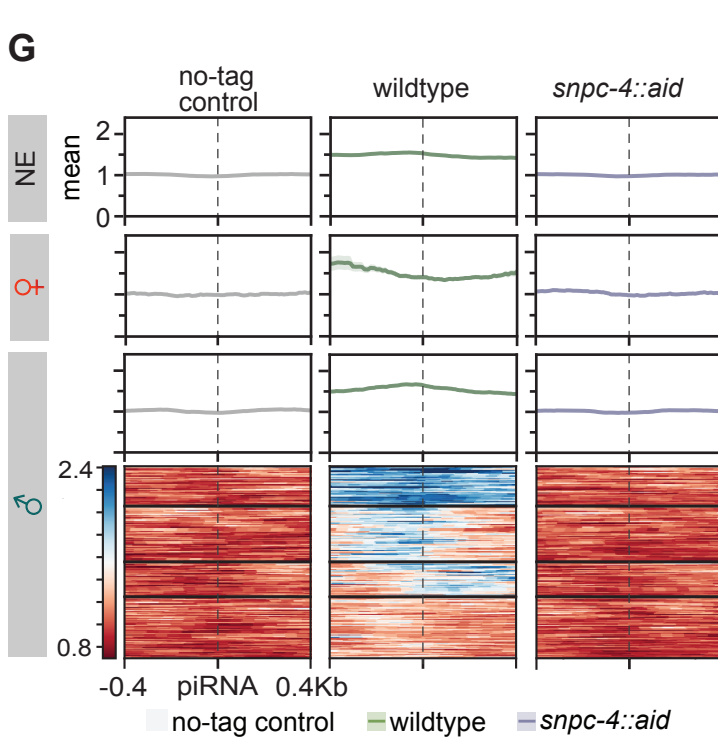 G
no-tag
control
wildtype
snpc-4::aid
NE
mean
2
1
0
♀
♂
2.4
0.8
-0.4 piRNA 0.4Kb
no-tag control wildtype snpc-4::aid